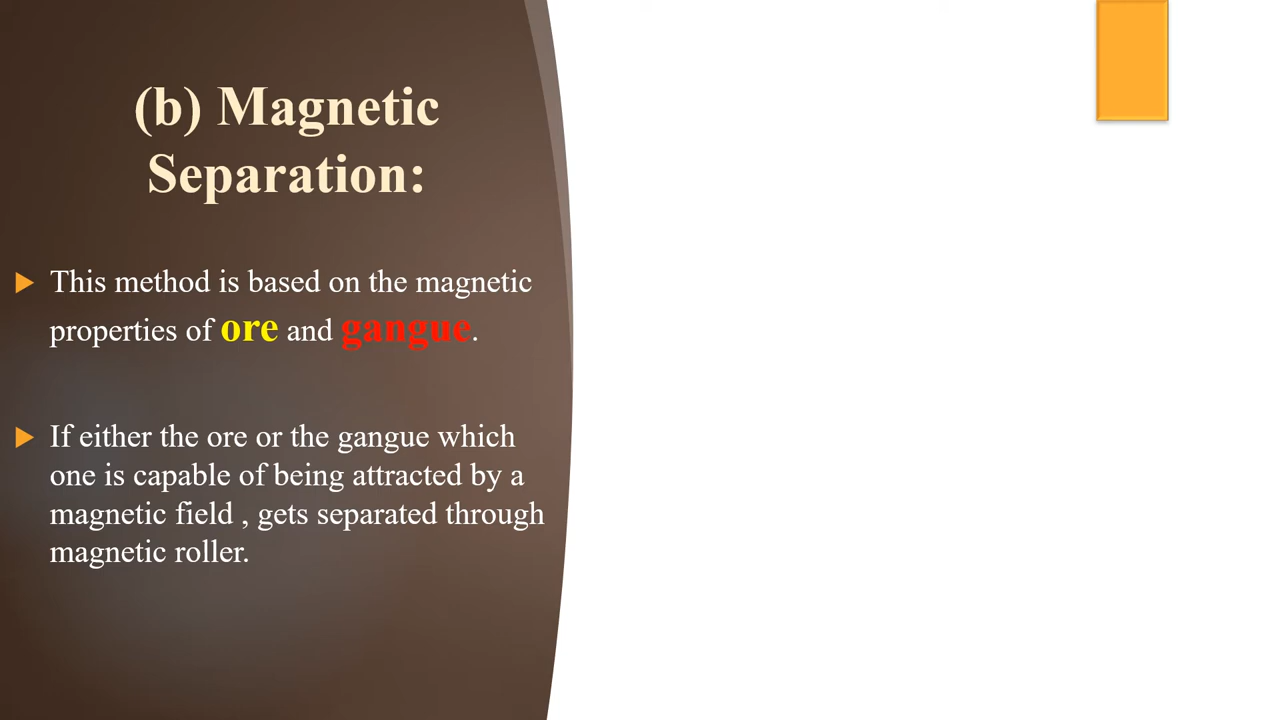 (b) Magnetic
Separation:
This method is based on the magnetic
properties of ore and gangue.
If either the ore or the gangue which
one is capable of being attracted by a
magnetic field , gets separated through
magnetic roller.